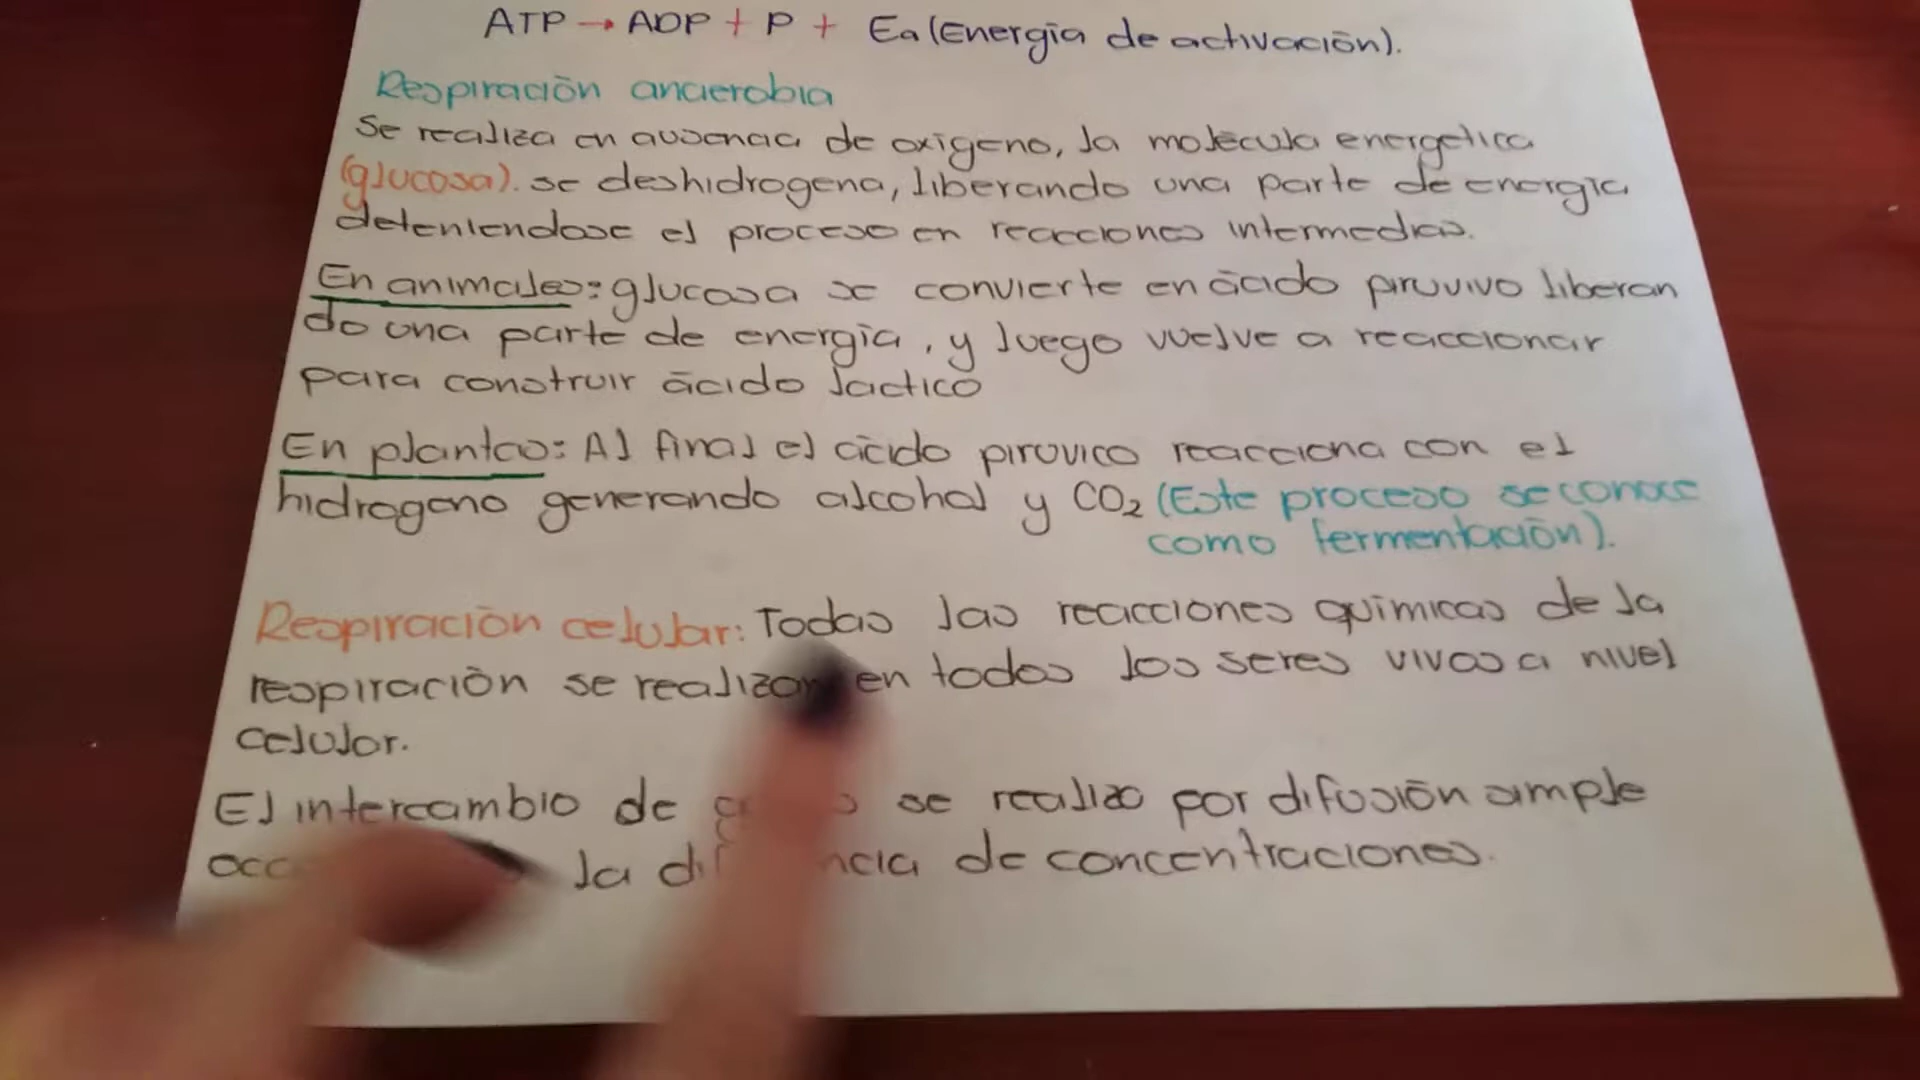 ATP → ADP + P + Ea (Energía de activación).
Respiración anaerobia
Se realiza en ausencia de oxígeno, la molécula energetica
(glucosa). se deshidrogena, liberando una parte de energía
deteniendose el proceso en reacciones intermedias.
En animales: glucosa se convierte en ácido piruvivo liberan
do una parte de energía, y luego vuelve a reaccionar
para construir ácido lactico
En plantas: Al final el ácido piruvico reacciona con el
hidrogeno generando alcohol y CO₂ (Este proceso se conoce
como fermentación).
Respiración celular: Todas las reacciones químicas de la
respiración se realizan en todos los seres vivos a nivel
celular.
El intercambio de se realiza por difusión simple
la de concentraciones.